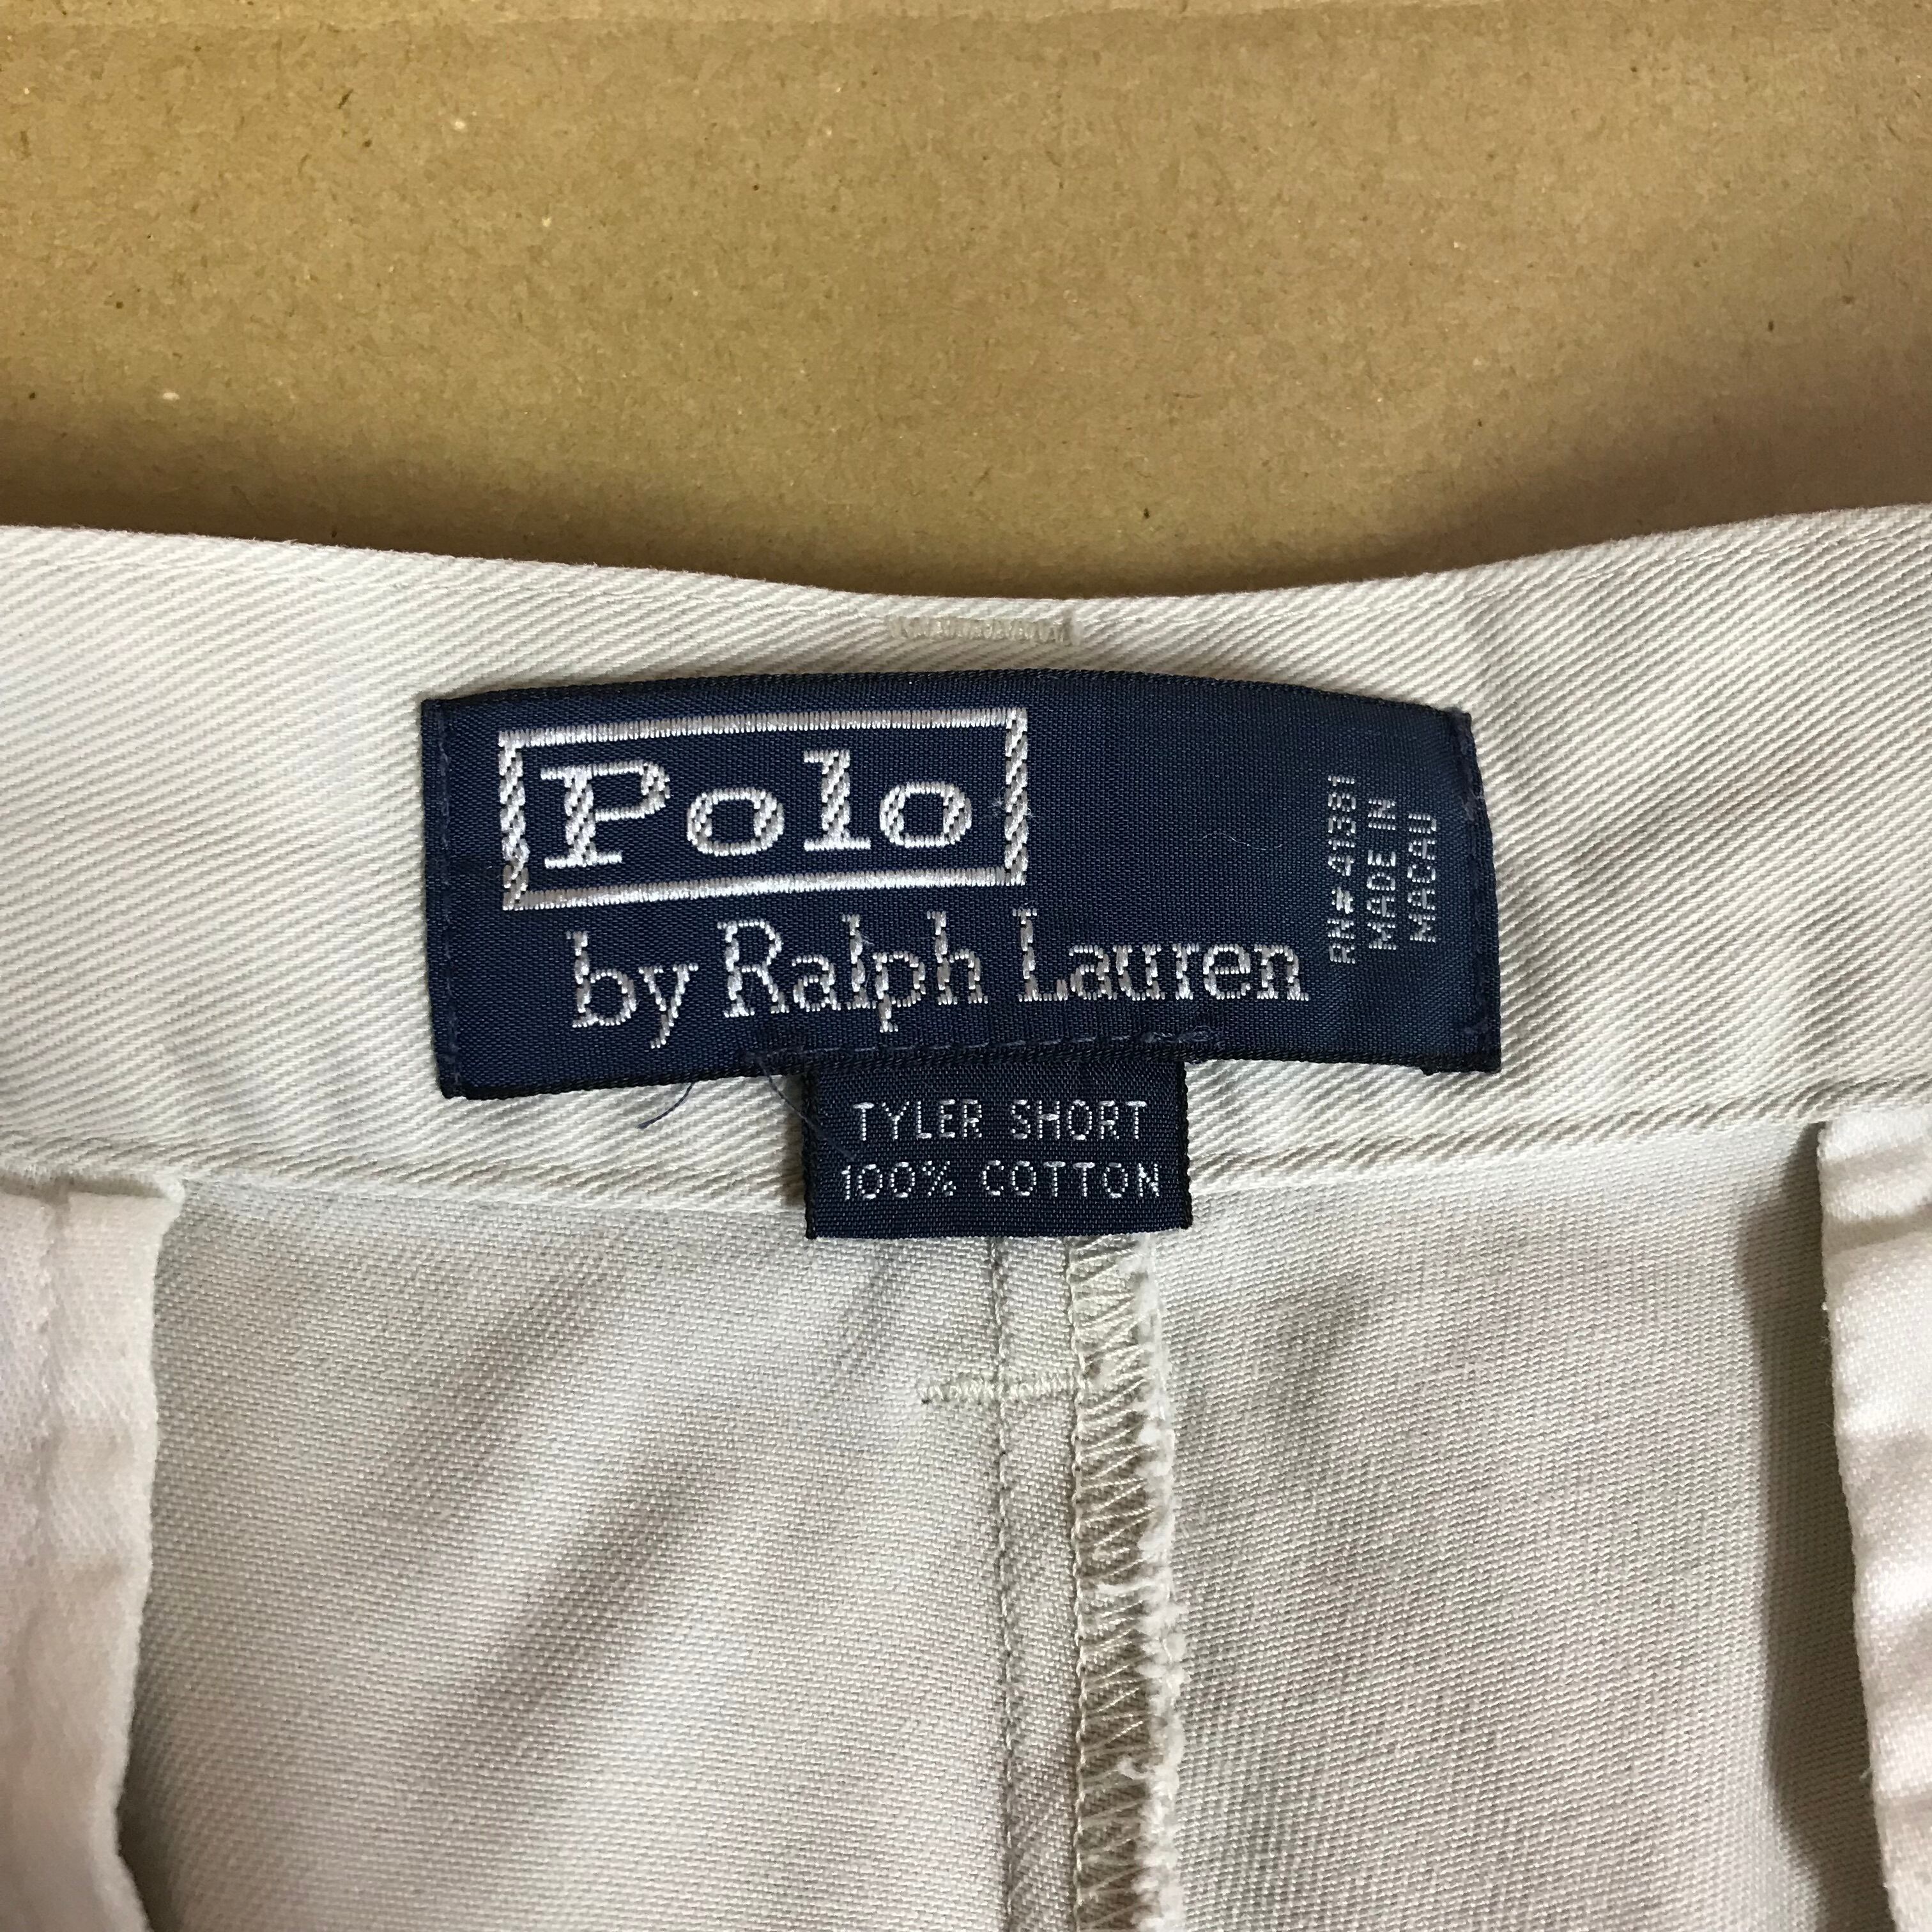 Polo
by Ralph Lauren
RN# 41381
MADE IN
MACAU
TYLER SHORT
100% COTTON